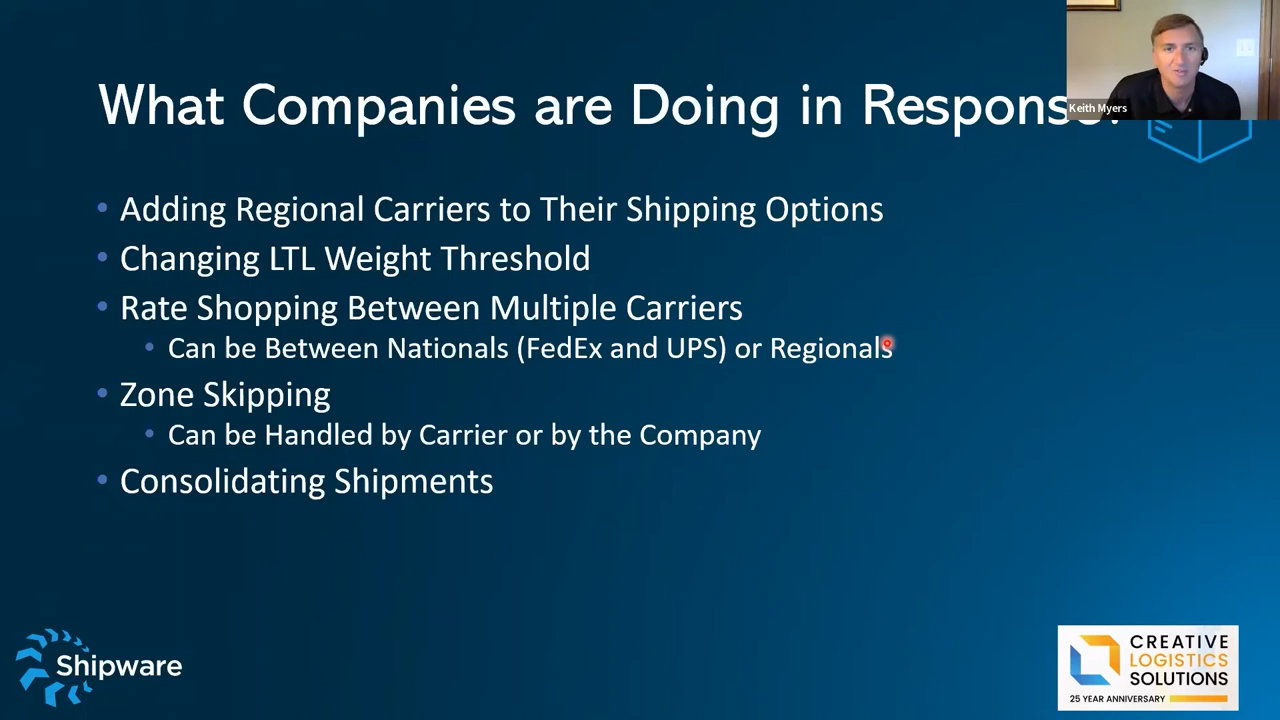 What Companies are Doing in Response?
Keith Myers
• Adding Regional Carriers to Their Shipping Options
• Changing LTL Weight Threshold
• Rate Shopping Between Multiple Carriers
• Can be Between Nationals (FedEx and UPS) or Regionals
• Zone Skipping
• Can be Handled by Carrier or by the Company
• Consolidating Shipments
Shipware
CREATIVE
LOGISTICS
SOLUTIONS
25 YEAR ANNIVERSARY